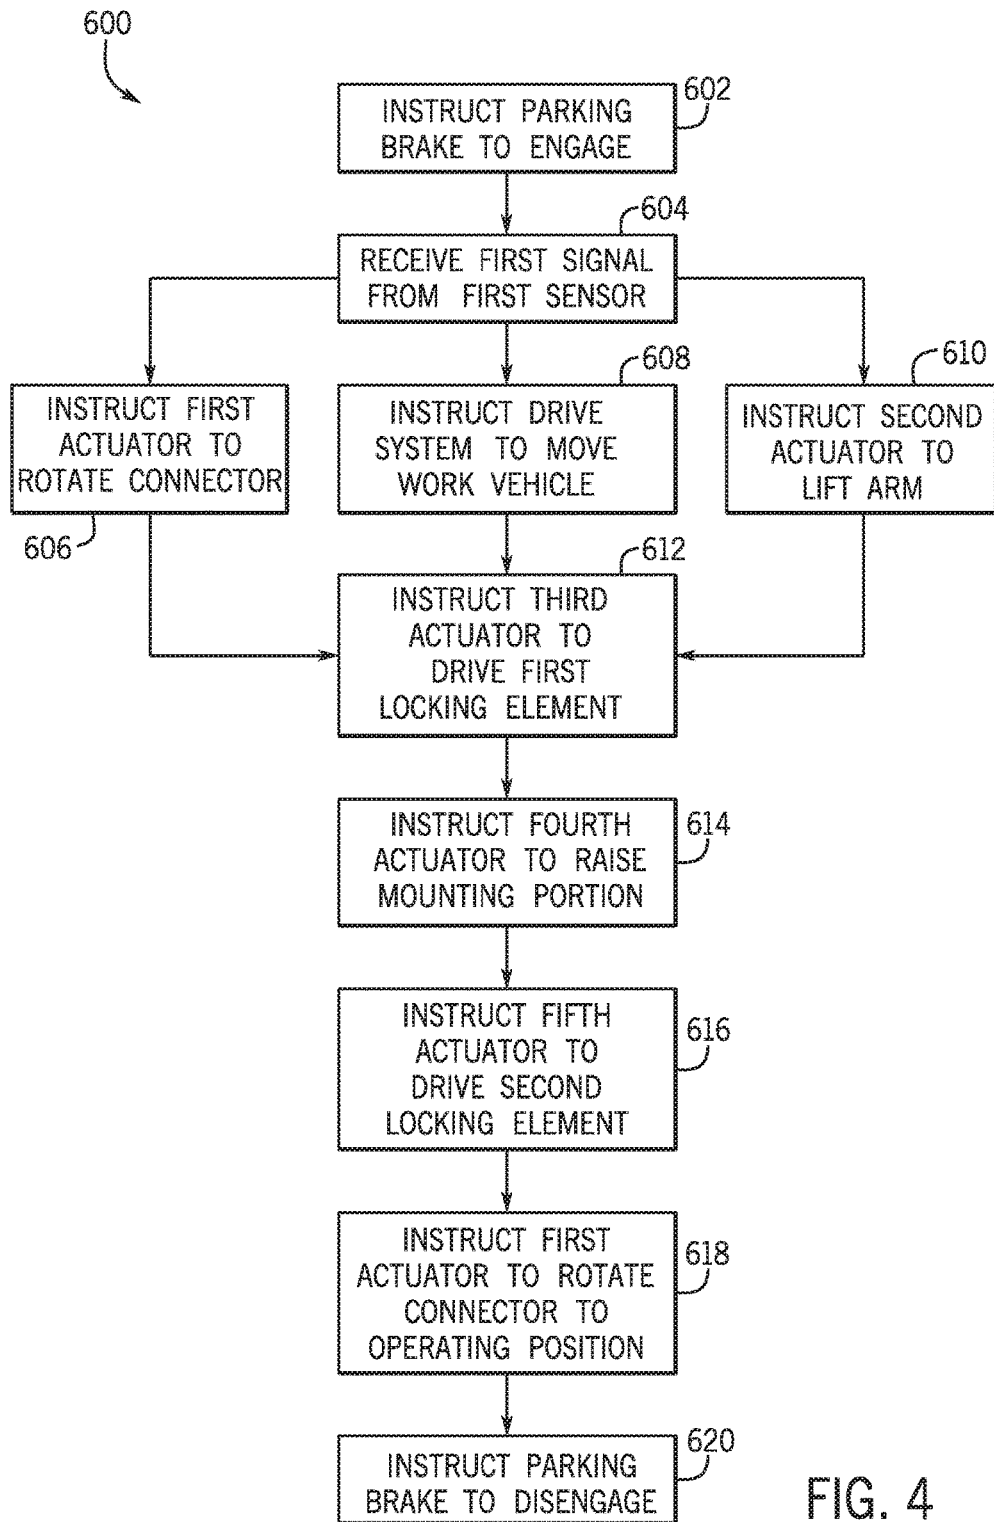 600
602
INSTRUCT PARKING
BRAKE TO ENGAGE
604
RECEIVE FIRST SIGNAL
FROM FIRST SENSOR
606
INSTRUCT FIRST
ACTUATOR TO
ROTATE CONNECTOR
608
INSTRUCT DRIVE
SYSTEM TO MOVE
WORK VEHICLE
610
INSTRUCT SECOND
ACTUATOR TO
LIFT ARM
612
INSTRUCT THIRD
ACTUATOR TO
DRIVE FIRST
LOCKING ELEMENT
614
INSTRUCT FOURTH
ACTUATOR TO RAISE
MOUNTING PORTION
616
INSTRUCT FIFTH
ACTUATOR TO
DRIVE SECOND
LOCKING ELEMENT
618
INSTRUCT FIRST
ACTUATOR TO ROTATE
CONNECTOR TO
OPERATING POSITION
620
INSTRUCT PARKING
BRAKE TO DISENGAGE
FIG. 4